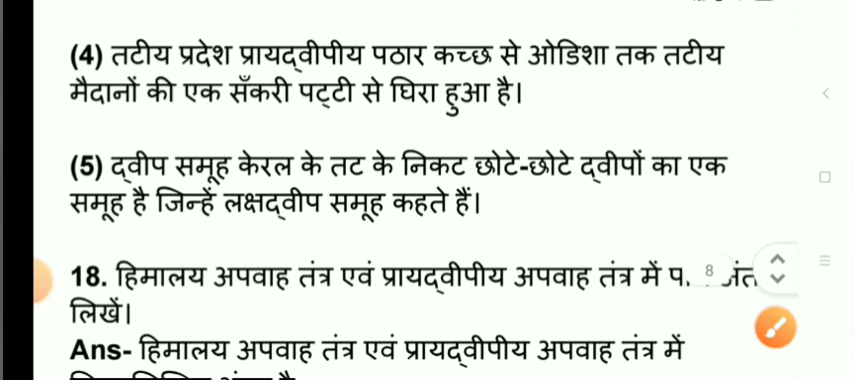 (4) तटीय प्रदेश प्रायद्वीपीय पठार कच्छ से ओडिशा तक तटीय
मैदानों की एक सँकरी पट्टी से घिरा हुआ है।
(5) द्वीप समूह केरल के तट के निकट छोटे-छोटे द्वीपों का एक
समूह है जिन्हें लक्षद्वीप समूह कहते हैं।
18. हिमालय अपवाह तंत्र एवं प्रायद्वीपीय अपवाह तंत्र में
8
लिखें।
Ans- हिमालय अपवाह तंत्र एवं प्रायद्वीपीय अपवाह तंत्र में